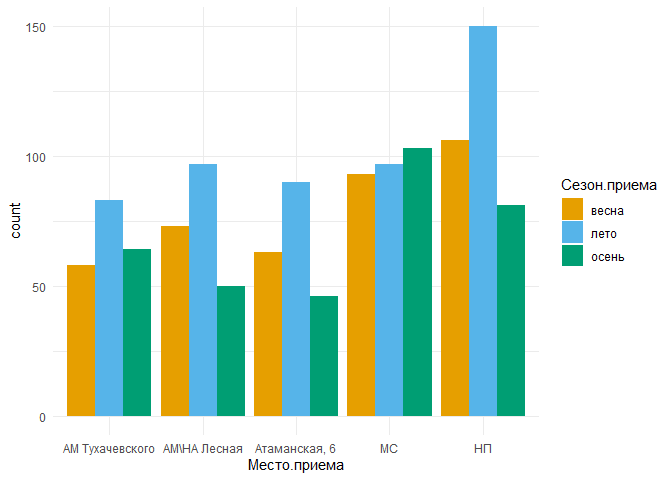 150
100
50
0
count
АМ Тухачевского
АМ\НА Лесная
Атаманская, 6
МС
НП
Место.приема
Сезон.приема
весна
лето
осень